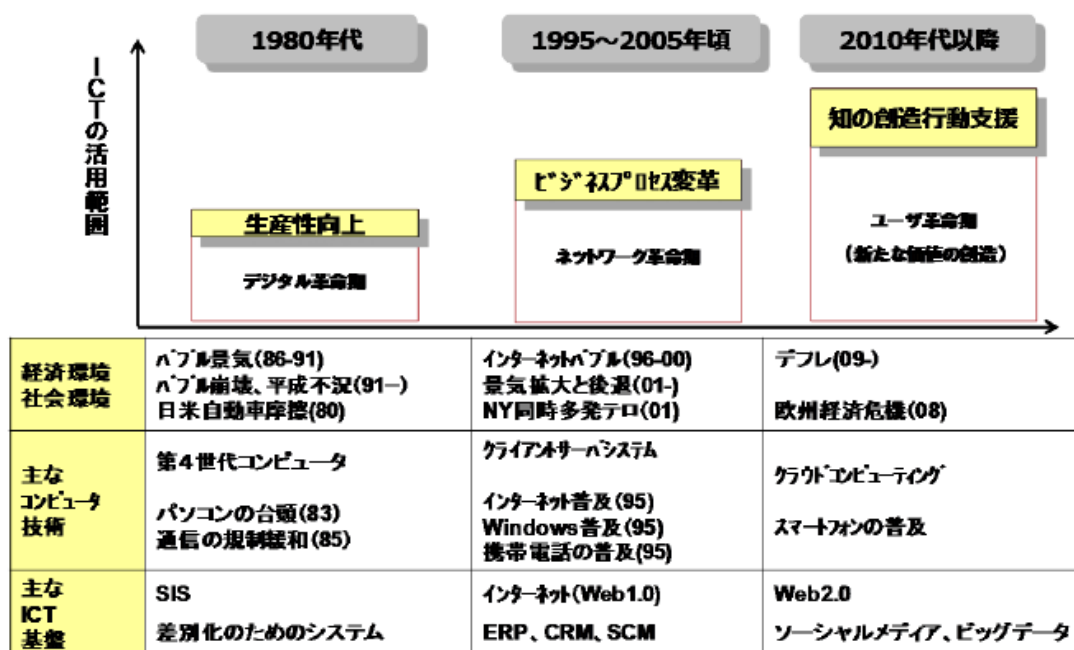 1980年代
1995～2005年頃
2010年代以降
ICTの活用範囲
知の創造行動支援
ビジネスプロセス変革
生産性向上
ユーザ革命期
(新たな価値の創造)
ネットワーク革命期
デジタル革命期
経済環境
社会環境
バブル景気(86-91)
バブル崩壊、平成不況(91-)
日米自動車摩擦(80)
インターネットバブル(96-00)
景気拡大と後退(01-)
NY同時多発テロ(01)
デフレ(09-)
欧州経済危機(08)
主な
コンピュータ
技術
第4世代コンピュータ
パソコンの台頭(83)
通信の規制緩和(85)
クライアントサーバシステム
インターネット普及(95)
Windows普及(95)
携帯電話の普及(95)
クラウドコンピューティング
スマートフォンの普及
主な
ICT
基盤
SIS
差別化のためのシステム
インターネット(Web1.0)
ERP、CRM、SCM
Web2.0
ソーシャルメディア、ビッグデータ